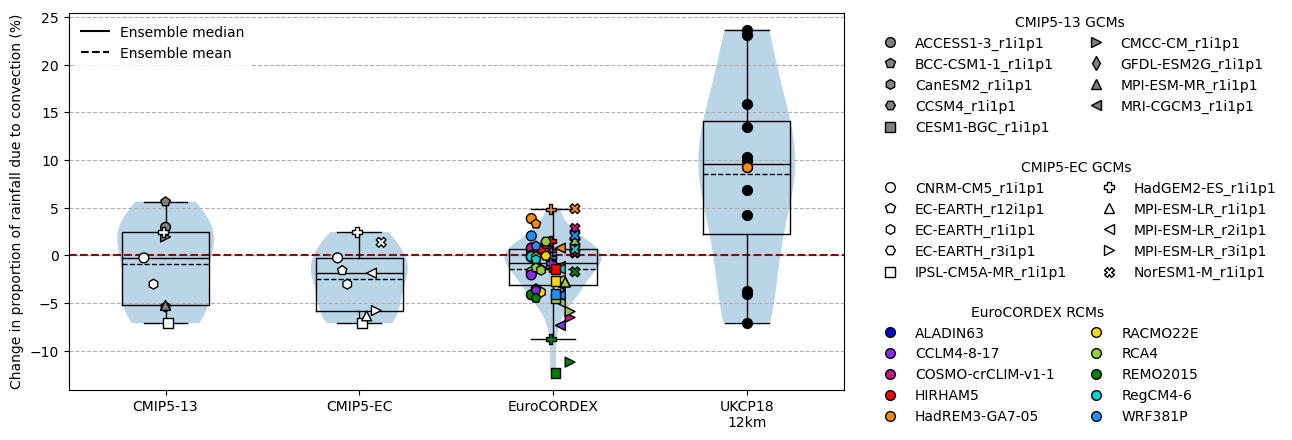 Change in proportion of rainfall due to convection (%)
25
20
15
10
5
0
−5
−10
Ensemble median
Ensemble mean
CMIP5-13
CMIP5-EC
EuroCORDEX
UKCP18
12km
CMIP5-13 GCMs
ACCESS1-3_r1i1p1
BCC-CSM1-1_r1i1p1
CanESM2_r1i1p1
CCSM4_r1i1p1
CESM1-BGC_r1i1p1
CMCC-CM_r1i1p1
GFDL-ESM2G_r1i1p1
MPI-ESM-MR_r1i1p1
MRI-CGCM3_r1i1p1
CMIP5-EC GCMs
CNRM-CM5_r1i1p1
EC-EARTH_r12i1p1
EC-EARTH_r1i1p1
EC-EARTH_r3i1p1
IPSL-CM5A-MR_r1i1p1
HadGEM2-ES_r1i1p1
MPI-ESM-LR_r1i1p1
MPI-ESM-LR_r2i1p1
MPI-ESM-LR_r3i1p1
NorESM1-M_r1i1p1
EuroCORDEX RCMs
ALADIN63
CCLM4-8-17
COSMO-crCLIM-v1-1
HIRHAM5
HadREM3-GA7-05
RACMO22E
RCA4
REMO2015
RegCM4-6
WRF381P